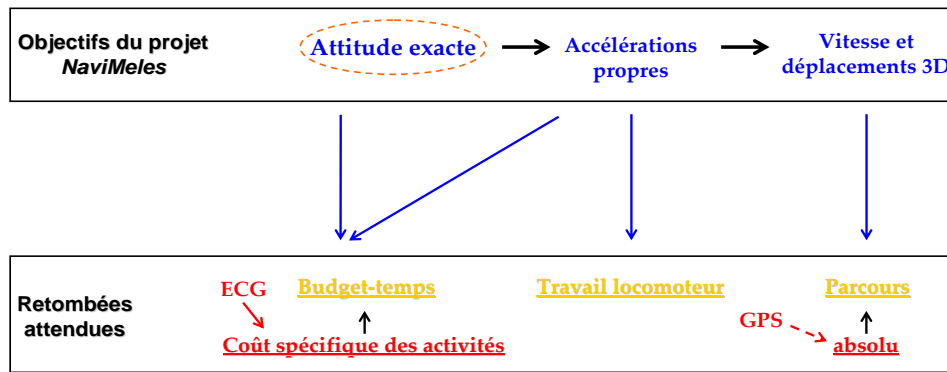 Objectifs du projet
NaviMeles
Attitude exacte
Accélérations
propres
Vitesse et
déplacements 3D
Retombées
attendues
ECG
Budget-temps
Coût spécifique des activités
Travail locomoteur
Parcours
GPS
absolu